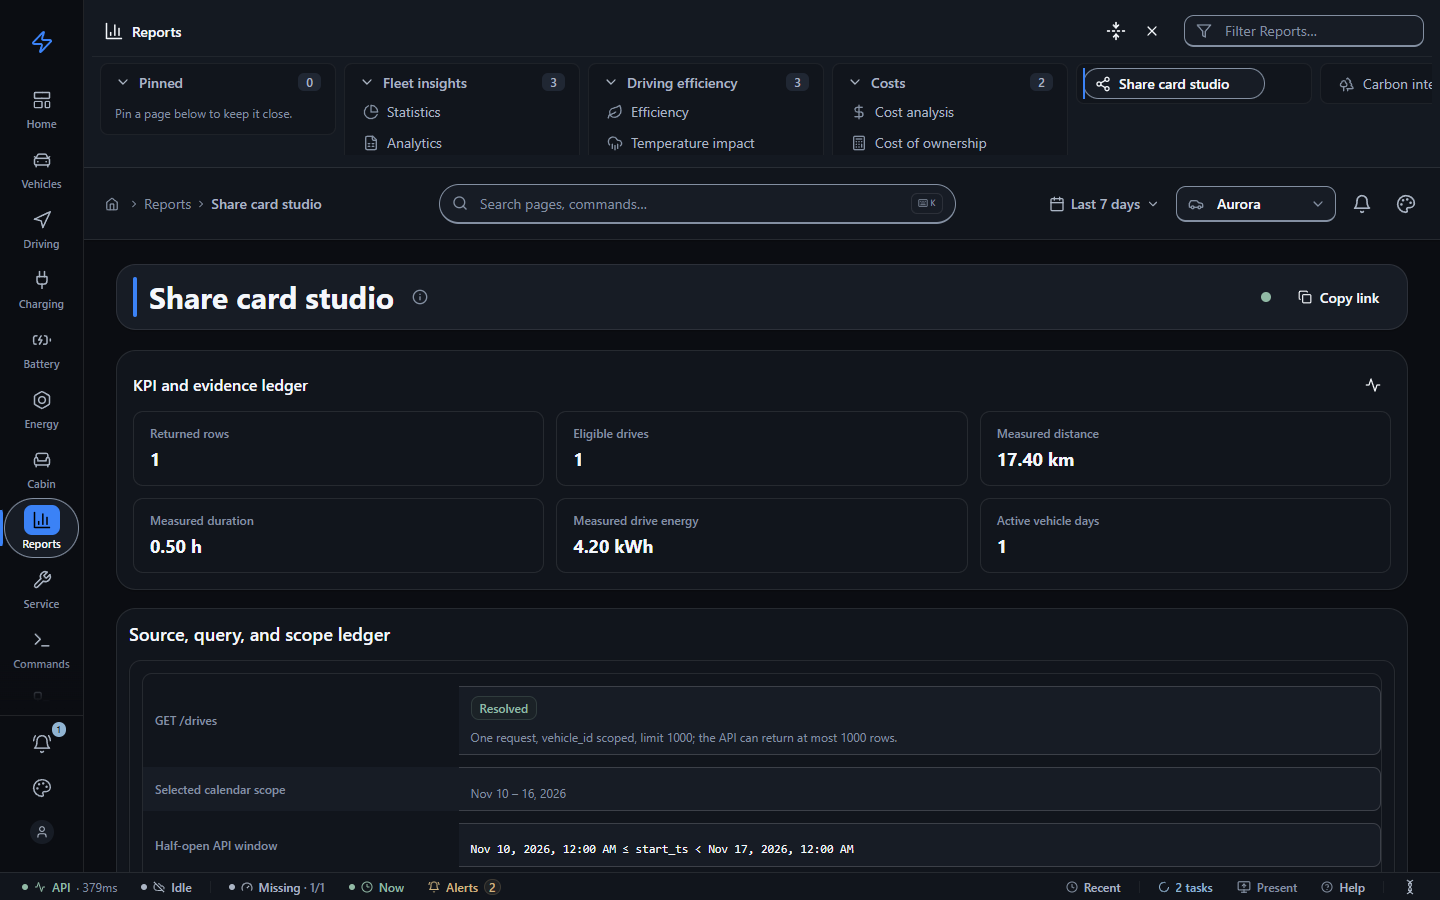 Reports
Filter Reports...
Pinned
0
Pin a page below to keep it close.
Fleet insights
3
Statistics
Analytics
Driving efficiency
3
Efficiency
Temperature impact
Costs
2
Cost analysis
Cost of ownership
Share card studio
Carbon inte
Home
Vehicles
Driving
Charging
Battery
Energy
Cabin
Reports
Service
Commands
1
Reports
Share card studio
Search pages, commands...
K
Last 7 days
Aurora
Share card studio
Copy link
KPI and evidence ledger
Returned rows
1
Eligible drives
1
Measured distance
17.40 km
Measured duration
0.50 h
Measured drive energy
4.20 kWh
Active vehicle days
1
Source, query, and scope ledger
GET /drives
Resolved
One request, vehicle_id scoped, limit 1000; the API can return at most 1000 rows.
Selected calendar scope
Nov 10 – 16, 2026
Half-open API window
Nov 10, 2026, 12:00 AM ≤ start_ts < Nov 17, 2026, 12:00 AM
API · 379ms
Idle
Missing · 1/1
Now
Alerts 2
Recent
2 tasks
Present
Help